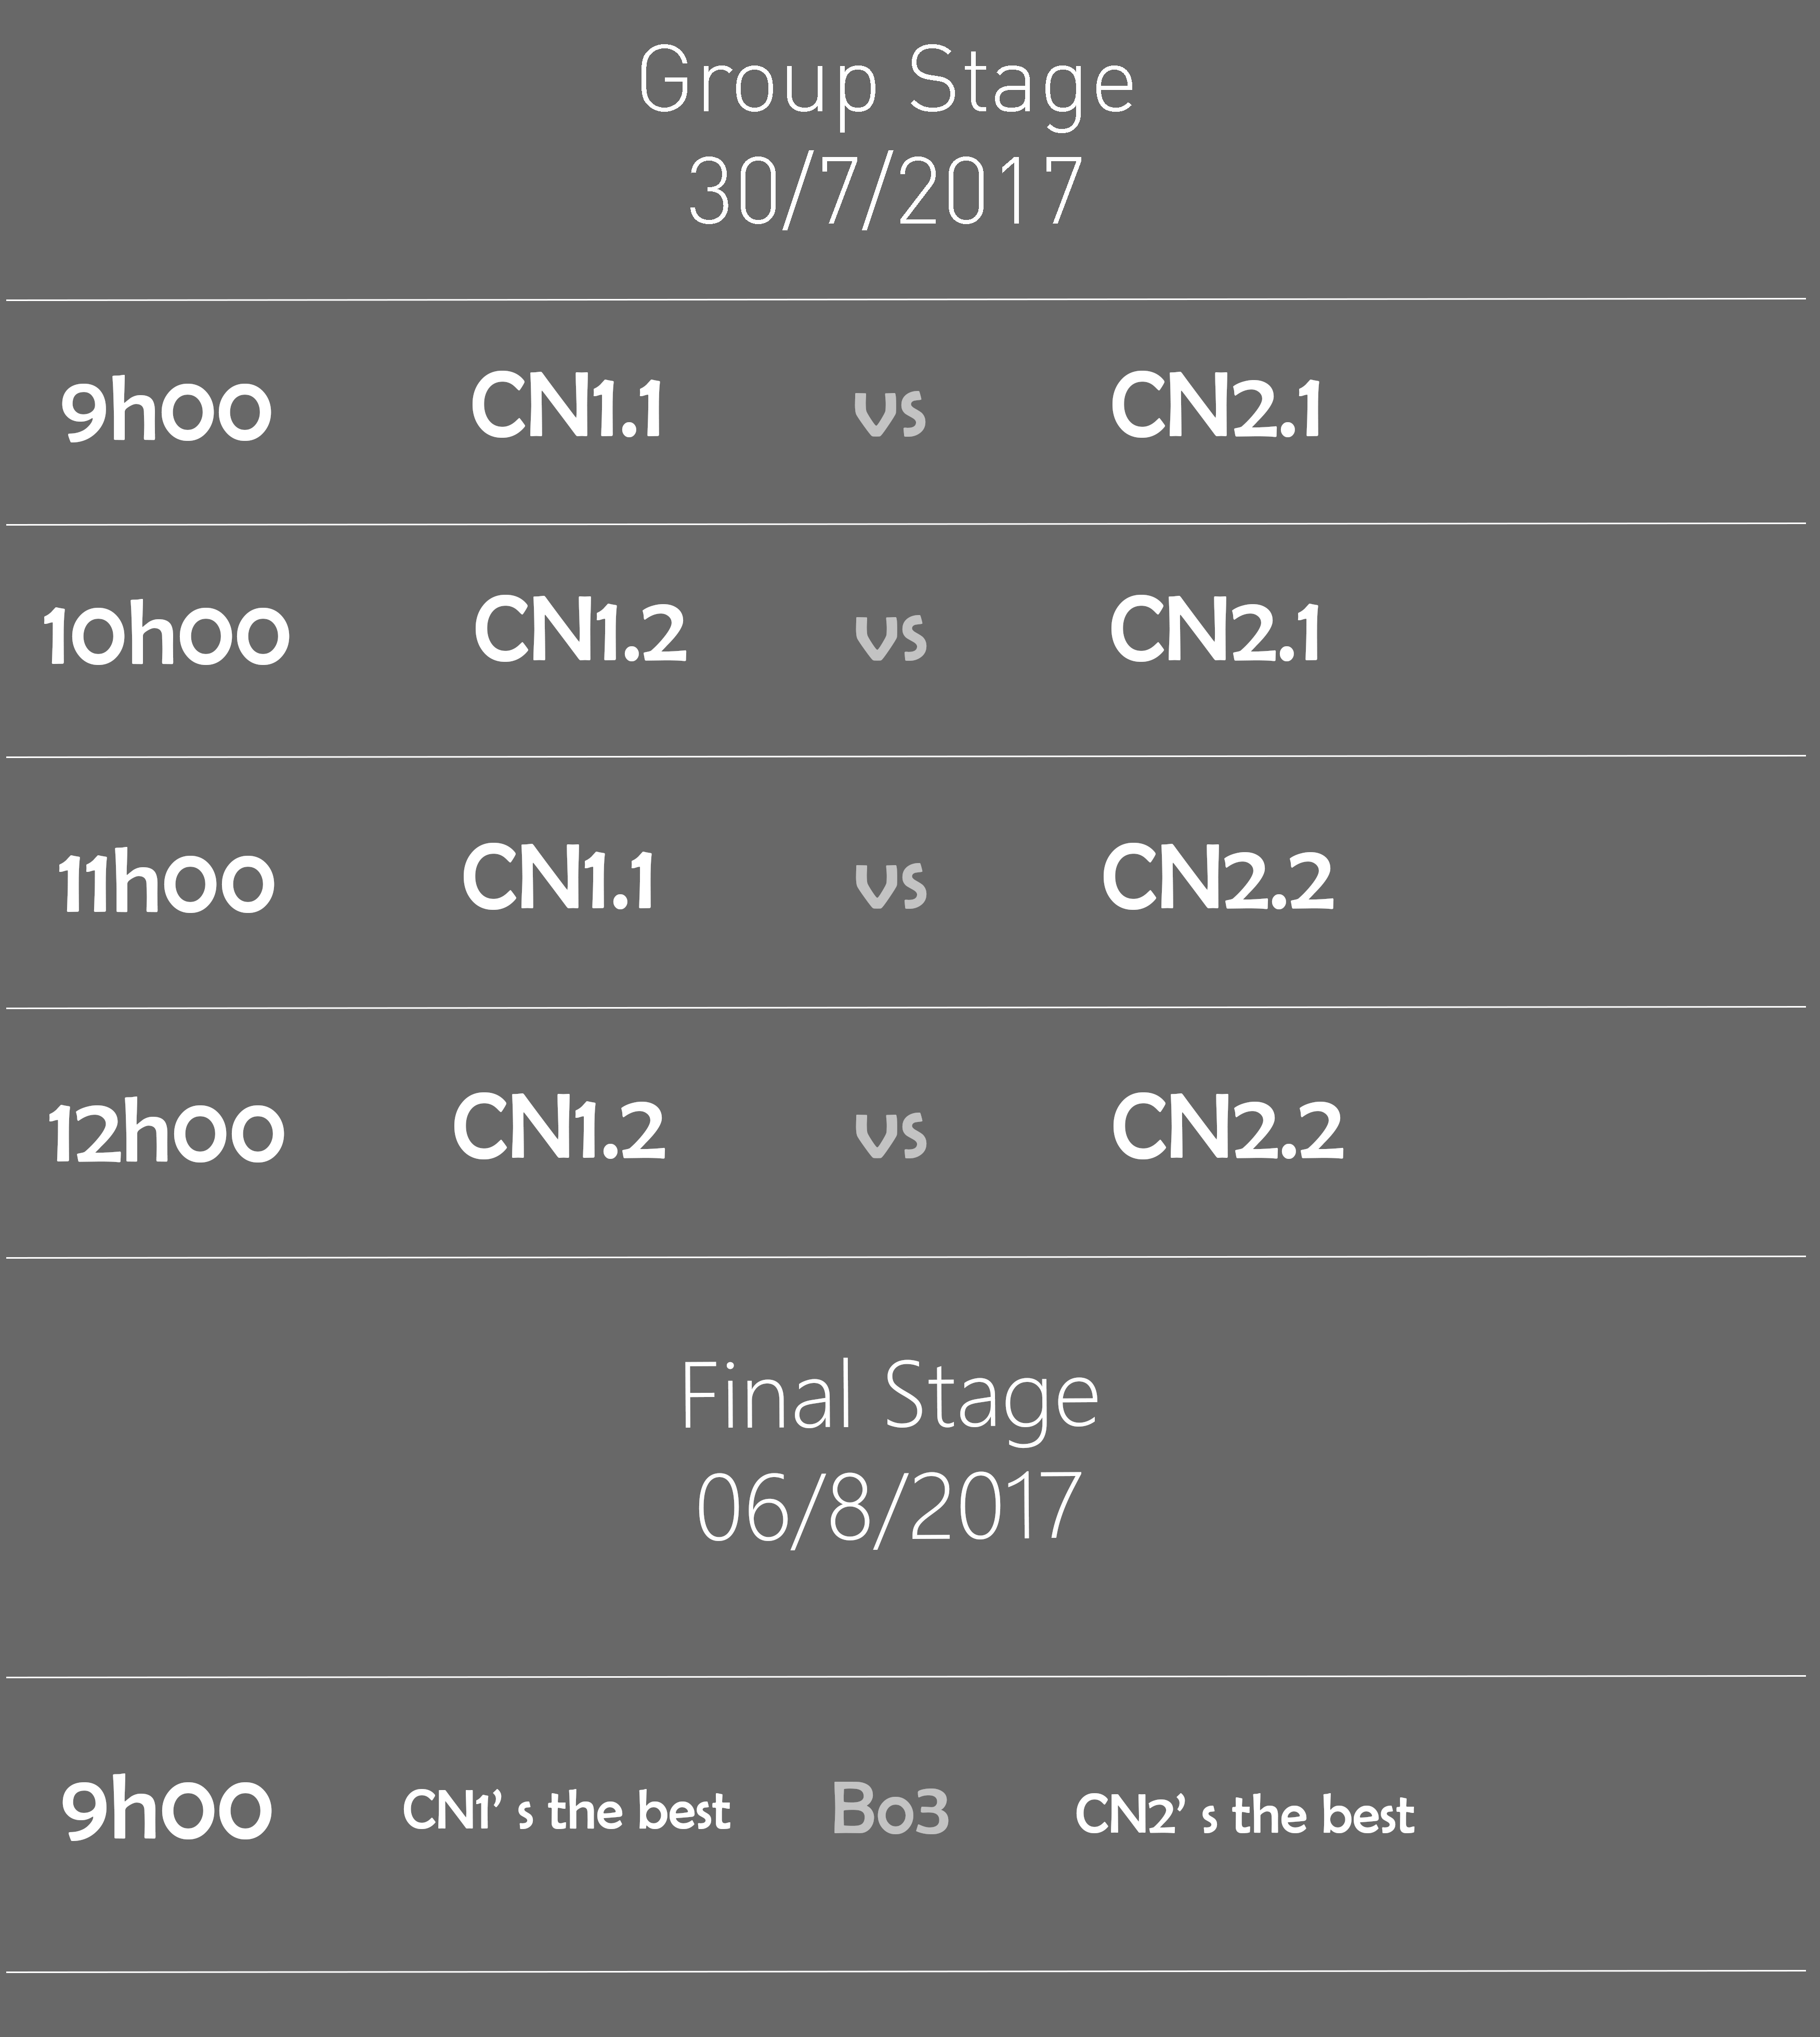 Group Stage
30/7/2017
9h00 CN1.1 vs CN2.1
10h00 CN1.2 vs CN2.1
11h00 CN1.1 vs CN2.2
12h00 CN1.2 vs CN2.2
Final Stage
06/8/2017
9h00 CN1’ s the best Bo3 CN2’ s the best